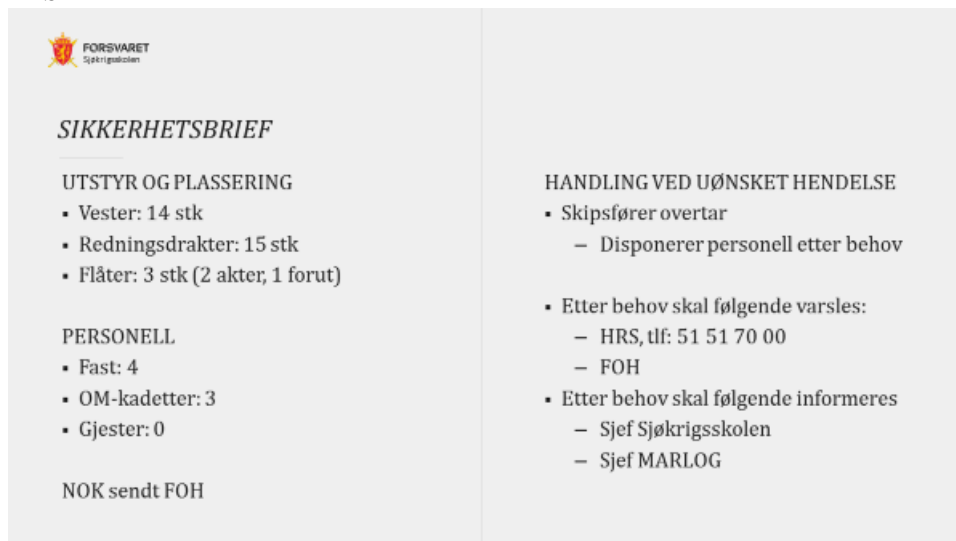 FORSVARET
Sjøkrigsskolen
SIKKERHETSBRIEF
UTSTYR OG PLASSERING
▪ Vester: 14 stk
▪ Redningsdrakter: 15 stk
▪ Flåter: 3 stk (2 akter, 1 forut)
PERSONELL
▪ Fast: 4
▪ OM-kadetter: 3
▪ Gjester: 0
NOK sendt FOH
HANDLING VED UØNSKET HENDELSE
▪ Skipsfører overtar
– Disponerer personell etter behov
▪ Etter behov skal følgende varsles:
– HRS, tlf: 51 51 70 00
– FOH
▪ Etter behov skal følgende informeres
– Sjef Sjøkrigsskolen
– Sjef MARLOG